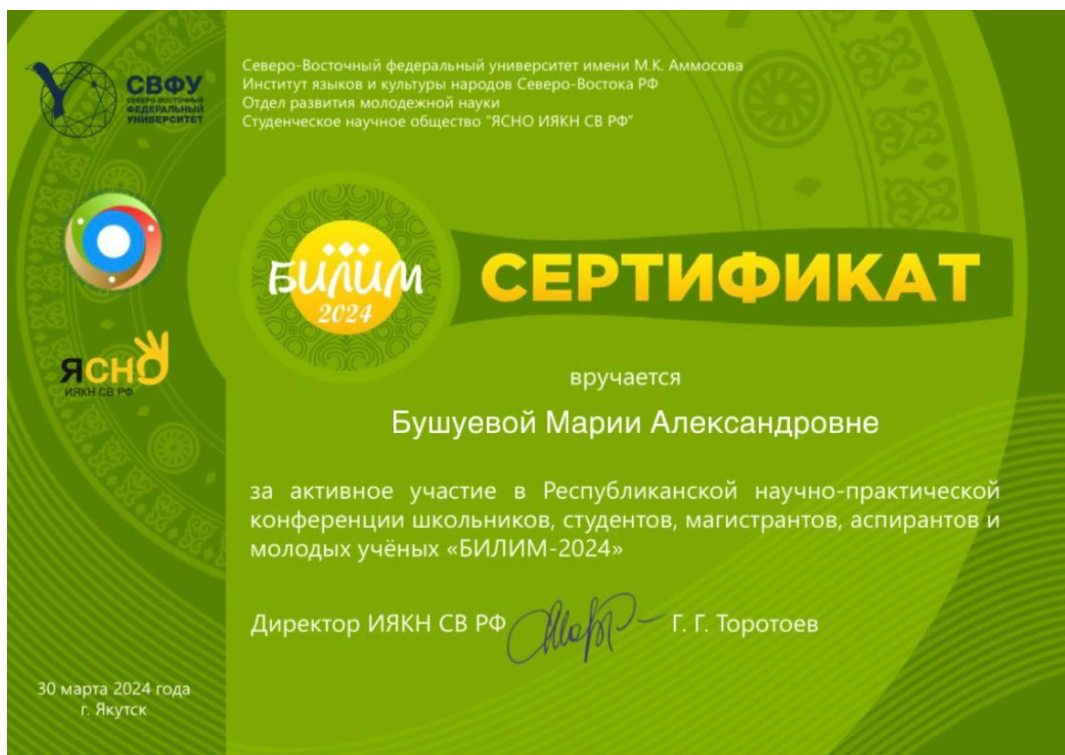 СВФУ
СЕВЕРО-ВОСТОЧНЫЙ
ФЕДЕРАЛЬНЫЙ
УНИВЕРСИТЕТ
Северо-Восточный федеральный университет имени М.К. Аммосова
Институт языков и культуры народов Северо-Востока РФ
Отдел развития молодежной науки
Студенческое научное общество "ЯСНО ИЯКН СВ РФ"
БИЛИМ
2024
СЕРТИФИКАТ
ЯСНО
ИЯКН СВ РФ
вручается
Бушуевой Марии Александровне
за активное участие в Республиканской научно-практической
конференции школьников, студентов, магистрантов, аспирантов и
молодых учёных «БИЛИМ-2024»
Директор ИЯКН СВ РФ Г. Г. Торотоев
30 марта 2024 года
г. Якутск